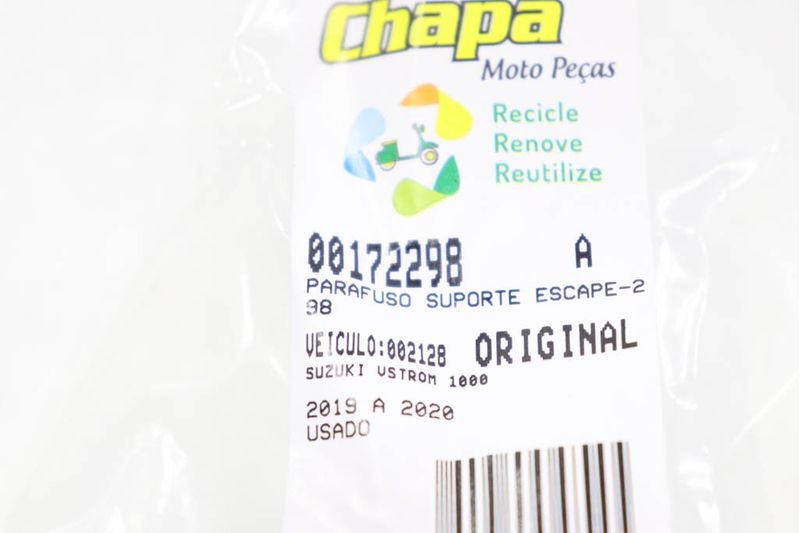 Chapa
Moto Peças
Recicle
Renove
Reutilize
00172298 A
PARAFUSO SUPORTE ESCAPE-2
98
VEICULO:002128 ORIGINAL
SUZUKI VSTROM 1000
2019 A 2020
USADO